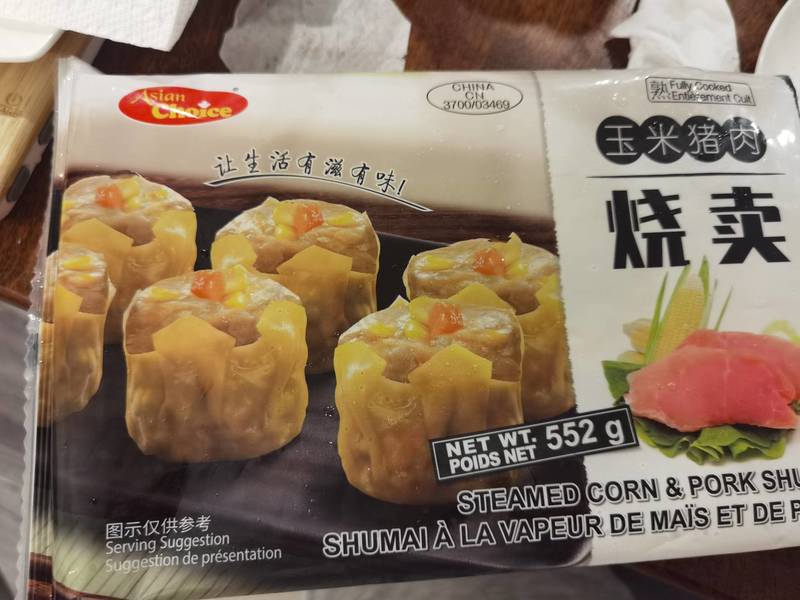 Asian
Choice
CHINA
CN
3700/03469
熟 Fully Cooked
Entièrement Cuit
玉米猪肉
烧卖
让生活有滋有味!
NET WT.
POIDS NET
552 g
STEAMED CORN & PORK SHU
SHUMAI À LA VAPEUR DE MAÏS ET DE P
图示仅供参考
Serving Suggestion
Suggestion de présentation